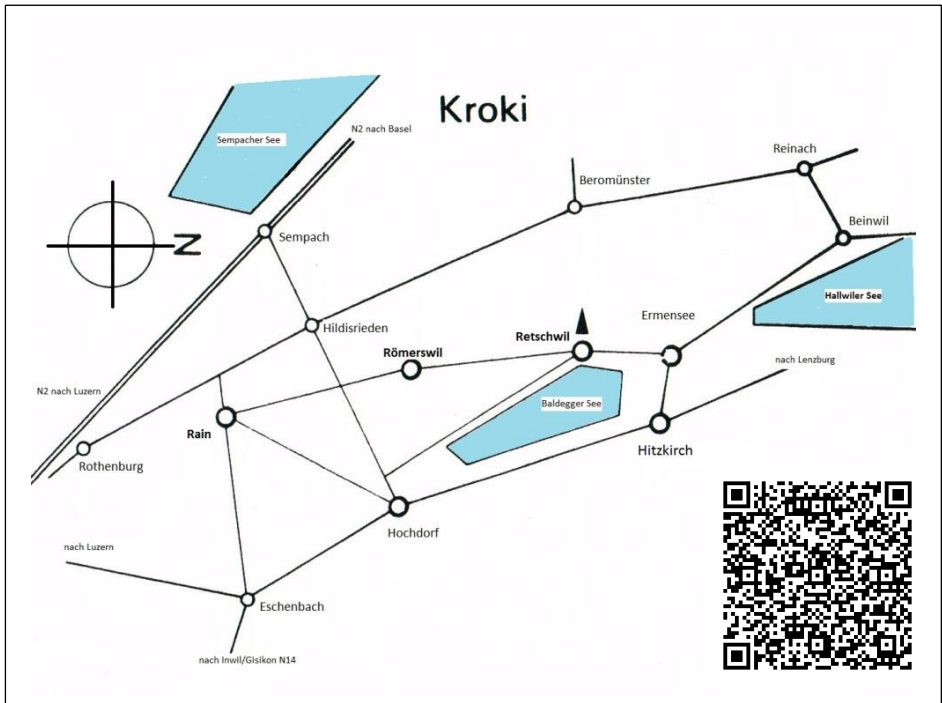 Kroki
N2 nach Basel
Sempacher See
Reinach
Beromünster
Beinwil
N
Sempach
Hallwiler See
Ermensee
Hildisrieden
Retschwil
Römerswil
nach Lenzburg
N2 nach Luzern
Baldegger See
Rain
Hitzkirch
Rothenburg
Hochdorf
nach Luzern
Eschenbach
nach Inwil/Gisikon N14